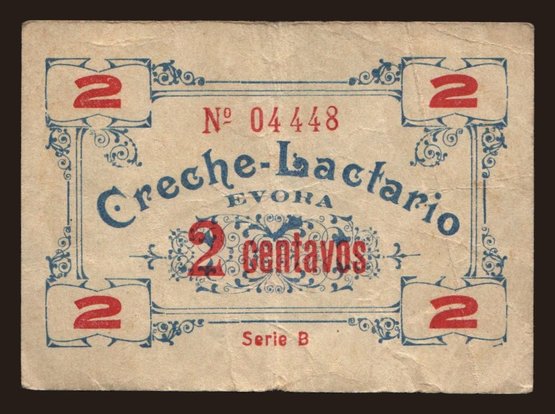 2 2
Nº 04448
Creche-Lactario
EVORA
2 centavos
2 2
Serie B